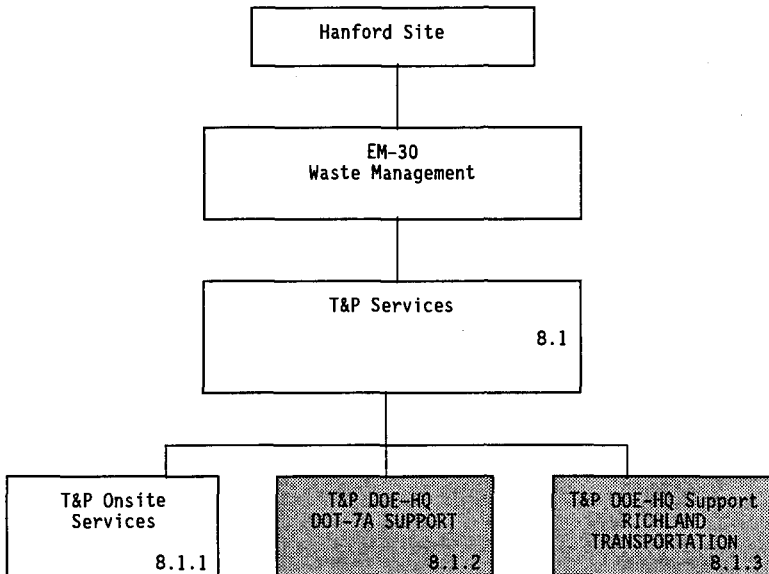 Hanford Site
EM-30
Waste Management
T&P Services
8.1
T&P Onsite
Services
8.1.1
T&P DOE-HQ
DOT-7A SUPPORT
8.1.2
T&P DOE-HQ Support
RICHLAND
TRANSPORTATION
8.1.3